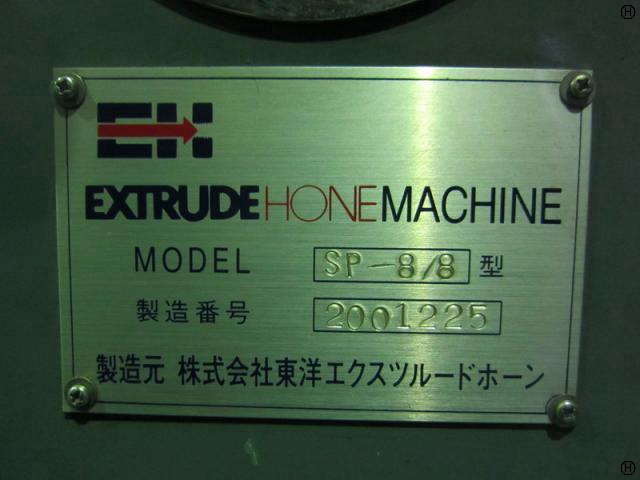 EH
EXTRUDE HONE MACHINE
MODEL SP-8/8 型
製造番号 2001225
製造元 株式会社東洋エクスツルードホーン